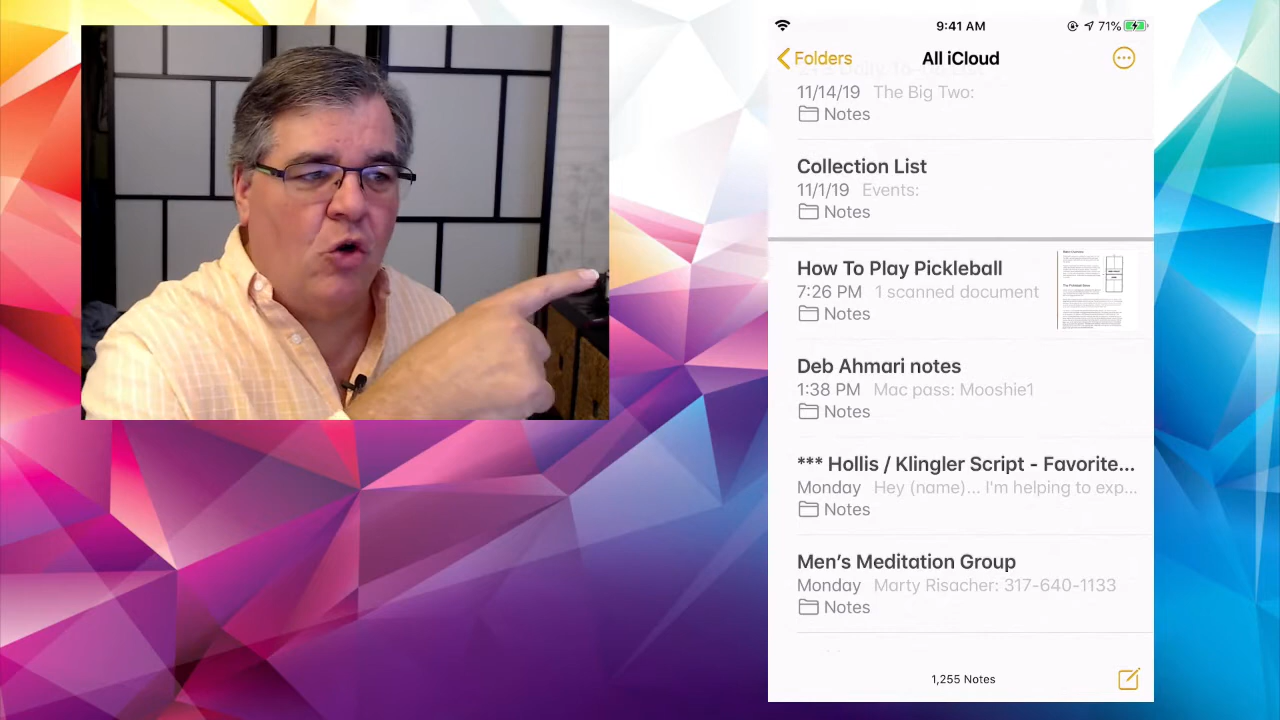 9:41 AM
71%
Folders
All iCloud
11/14/19 The Big Two:
Notes
Collection List
11/1/19 Events:
Notes
How To Play Pickleball
7:26 PM 1 scanned document
Notes
Deb Ahmari notes
1:38 PM Mac pass: Mooshie1
Notes
*** Hollis / Klingler Script - Favorite...
Monday Hey (name)... I'm helping to exp...
Notes
Men's Meditation Group
Monday Marty Risacher: 317-640-1133
Notes
1,255 Notes